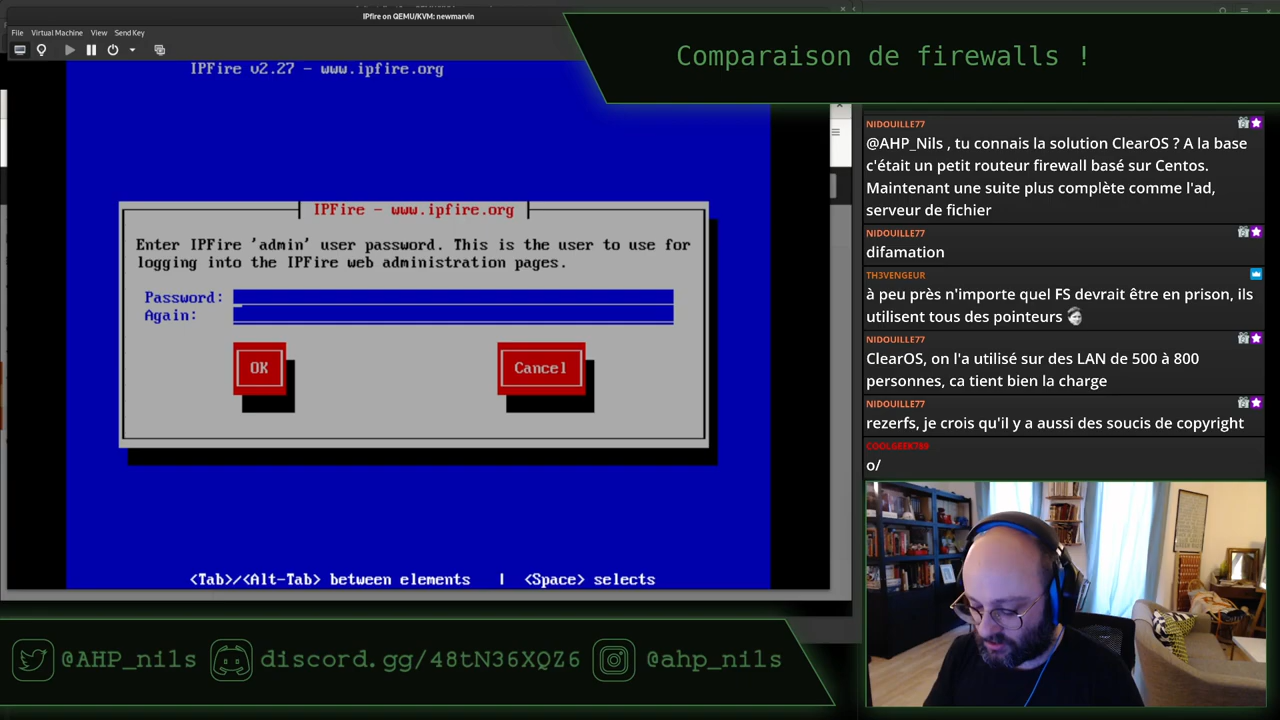 IPFire on QEMU/KVM: newmarvin
File Virtual Machine View Send Key
IPFire v2.27 - www.ipfire.org
Comparaison de firewalls !
IPFire - www.ipfire.org
Enter IPFire 'admin' user password. This is the user to use for
logging into the IPFire web administration pages.
Password:
Again:
OK Cancel
<Tab>/<Alt-Tab> between elements | <Space> selects
NIDOUILLE77
@AHP_Nils , tu connais la solution ClearOS ? A la base
c'était un petit routeur firewall basé sur Centos.
Maintenant une suite plus complète comme l'ad,
serveur de fichier
NIDOUILLE77
difamation
TH3VENGEUR
à peu près n'importe quel FS devrait être en prison, ils
utilisent tous des pointeurs
NIDOUILLE77
ClearOS, on l'a utilisé sur des LAN de 500 à 800
personnes, ca tient bien la charge
NIDOUILLE77
rezerfs, je crois qu'il y a aussi des soucis de copyright
COOLGEEK789
o/
@AHP_nils discord.gg/48tN36XQZ6 @ahp_nils